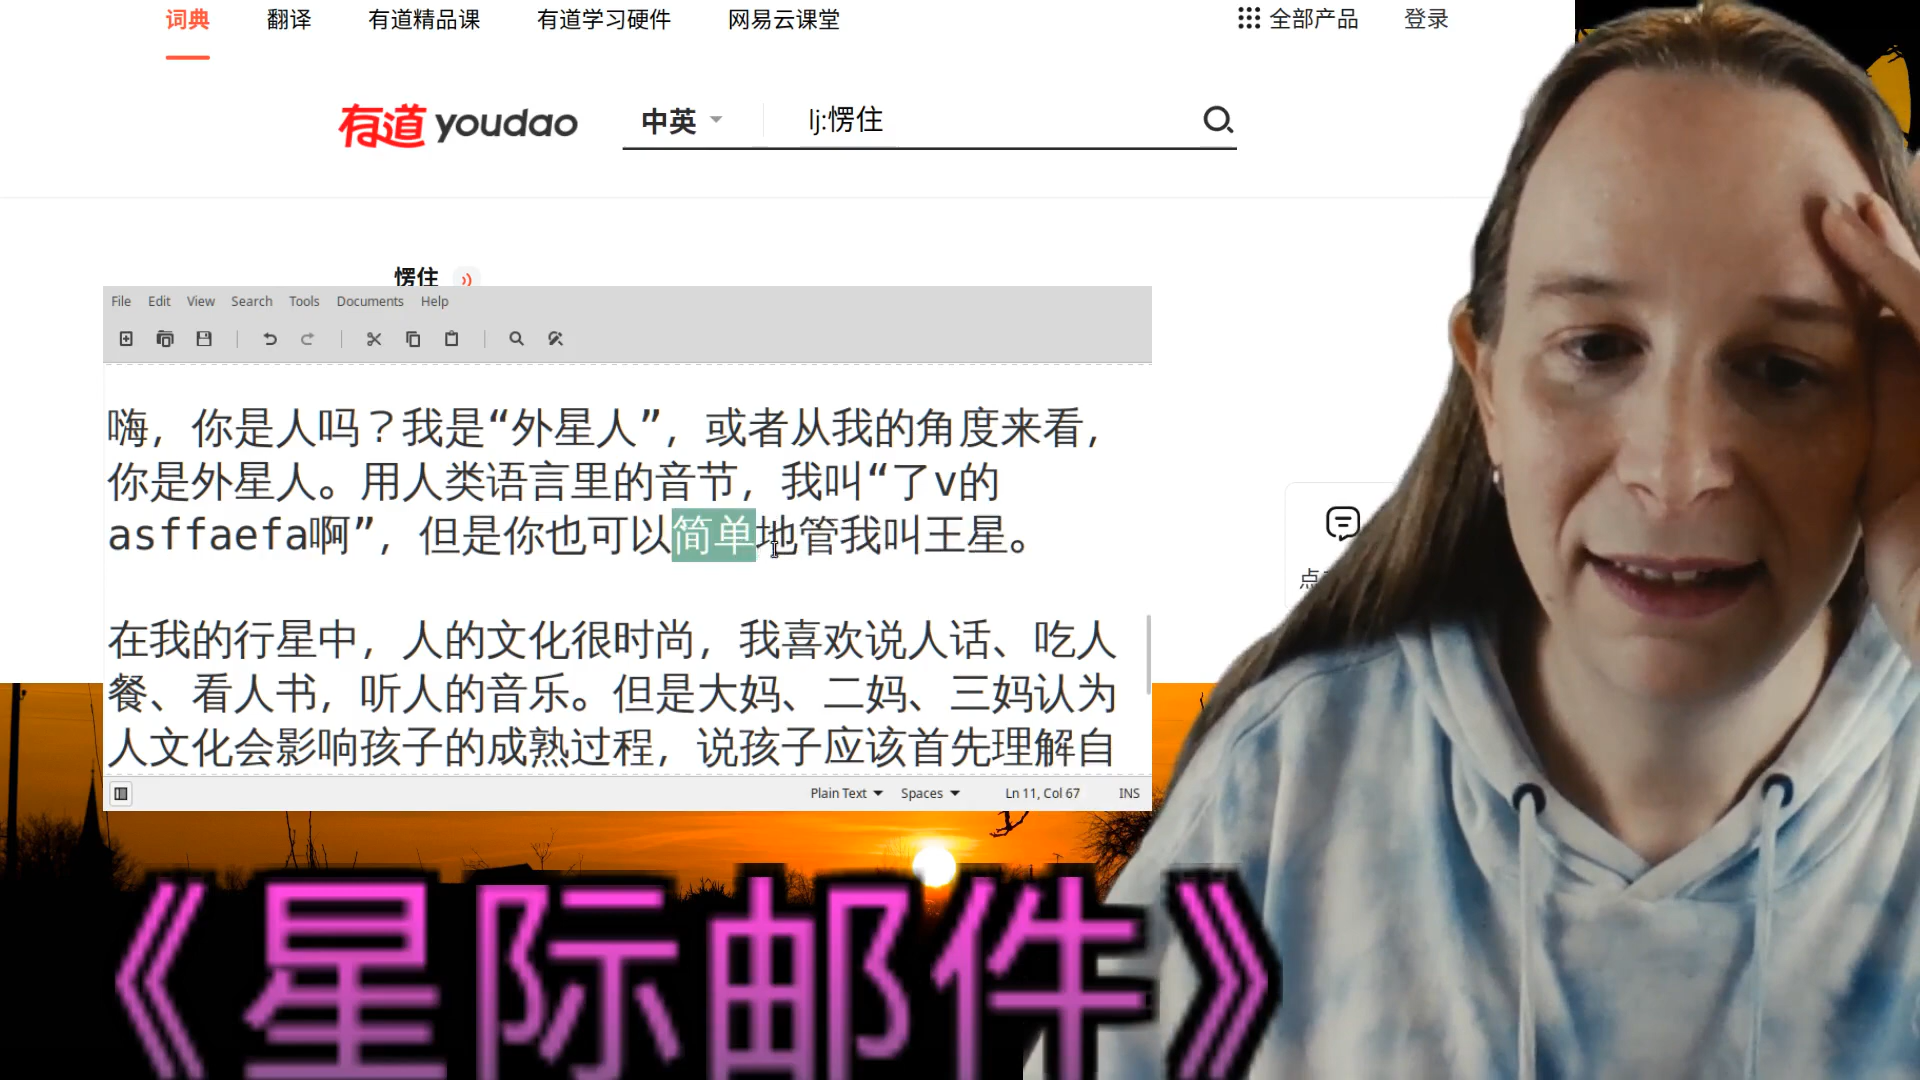 词典 翻译 有道精品课 有道学习硬件 网易云课堂 全部产品 登录
有道 youdao 中英 lj:愣住
愣住
File Edit View Search Tools Documents Help
嗨，你是人吗？我是“外星人”，或者从我的角度来看，
你是外星人。用人类语言里的音节，我叫“了v的
asffaefa啊”，但是你也可以简单地管我叫王星。
点
在我的行星中，人的文化很时尚，我喜欢说人话、吃人
餐、看人书，听人的音乐。但是大妈、二妈、三妈认为
人文化会影响孩子的成熟过程，说孩子应该首先理解自
Plain Text Spaces Ln 11, Col 67 INS
《星际邮件》